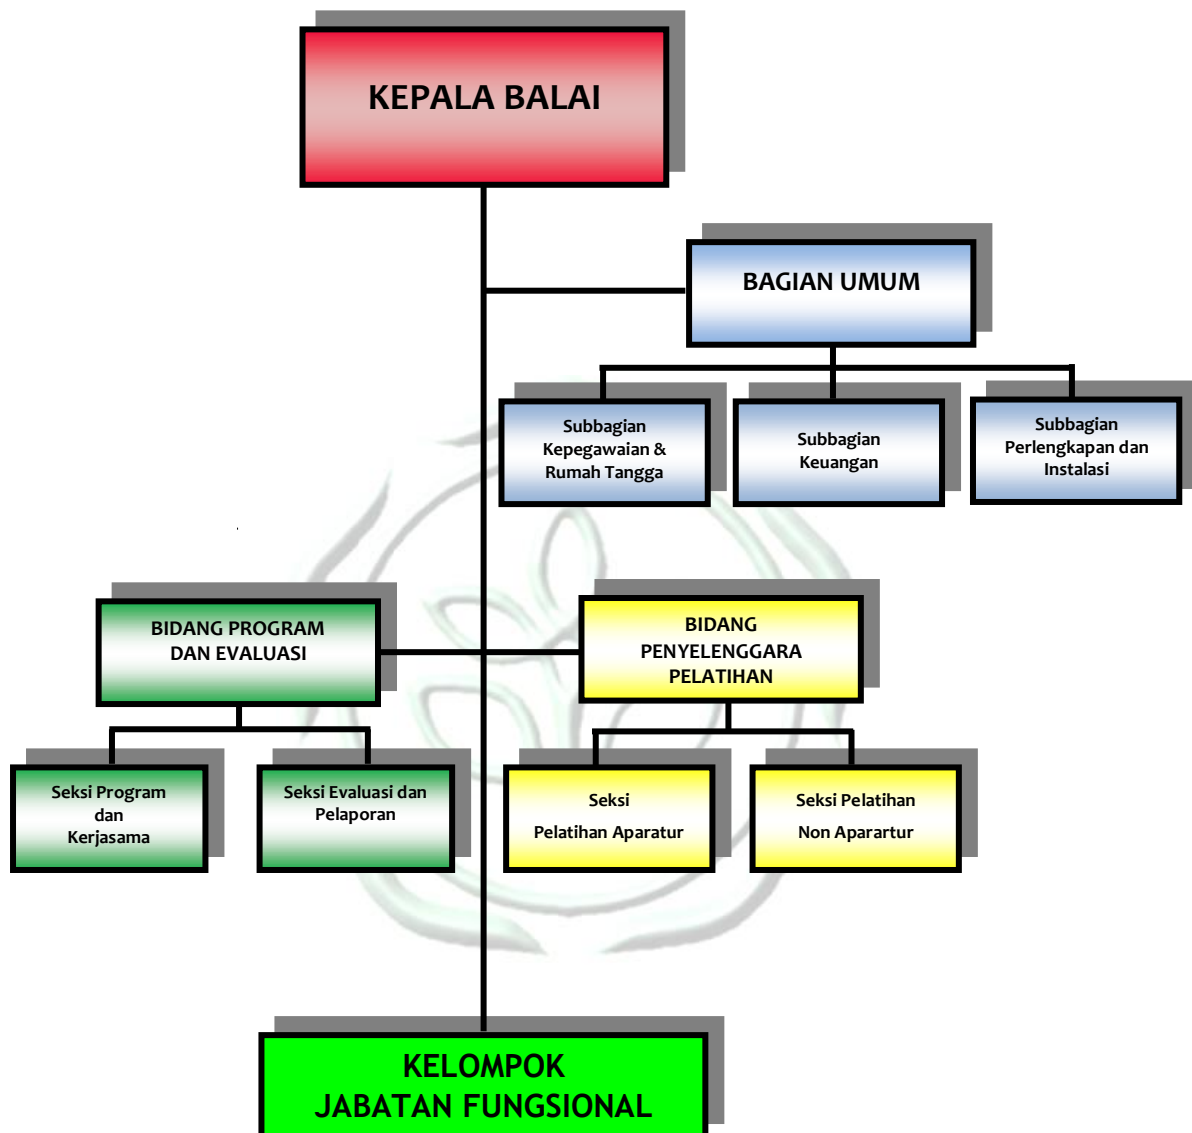 KEPALA BALAI
BAGIAN UMUM
Subbagian
Kepegawaian &
Rumah Tangga
Subbagian
Keuangan
Subbagian
Perlengkapan dan
Instalasi
BIDANG PROGRAM
DAN EVALUASI
BIDANG
PENYELENGGARA
PELATIHAN
Seksi Program
dan
Kerjasama
Seksi Evaluasi dan
Pelaporan
Seksi
Pelatihan Aparatur
Seksi Pelatihan
Non Aparartur
KELOMPOK
JABATAN FUNGSIONAL